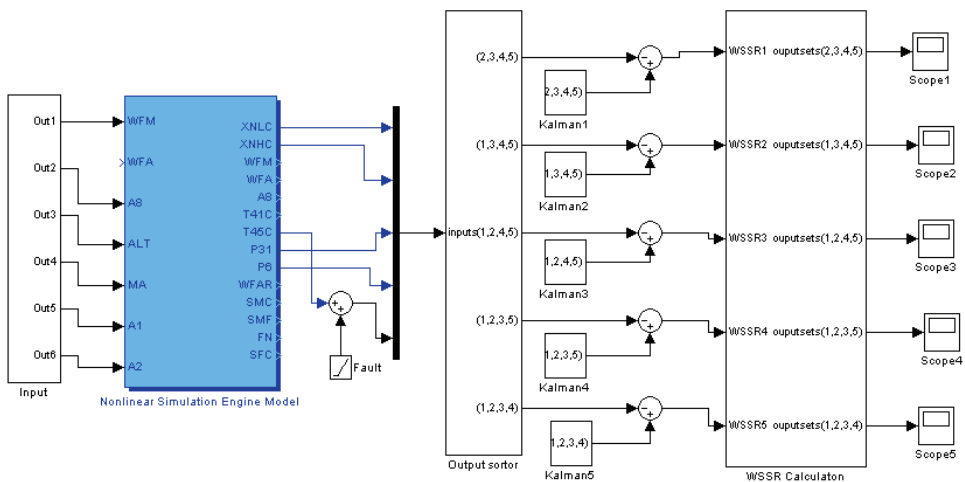 Out1
Out2
Out3
Out4
Out5
Out6
Input
WFM
WFA
A8
ALT
MA
A1
A2
XNLC
XNHC
WFM
WFA
A8
T41C
T45C
P31
P6
WFAR
SMC
SMF
FN
SFC
Nonlinear Simulation Engine Model
Fault
(2,3,4,5)
(1,3,4,5)
inputs(1,2,4,5)
(1,2,3,5)
(1,2,3,4)
Output sortor
2,3,4,5)
Kalman1
1,3,4,5)
Kalman2
1,2,4,5)
Kalman3
1,2,3,5)
Kalman4
1,2,3,4)
Kalman5
WSSR1 ouputsets(2,3,4,5)
WSSR2 ouputsets(1,3,4,5)
WSSR3 ouputsets(1,2,4,5)
WSSR4 ouputsets(1,2,3,5)
WSSR5 ouputsets(1,2,3,4)
WSSR Calculaton
Scope1
Scope2
Scope3
Scope4
Scope5